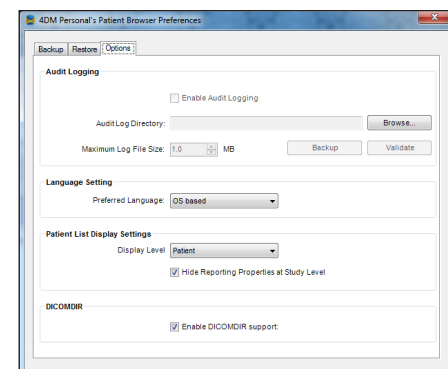 4DM Personal's Patient Browser Preferences
Backup Restore Options
Audit Logging
Enable Audit Logging
Audit Log Directory: Browse...
Maximum Log File Size: 1.0 MB Backup Validate
Language Setting
Preferred Language: OS based
Patient List Display Settings
Display Level Patient
Hide Reporting Properties at Study Level
DICOMDIR
Enable DICOMDIR support: